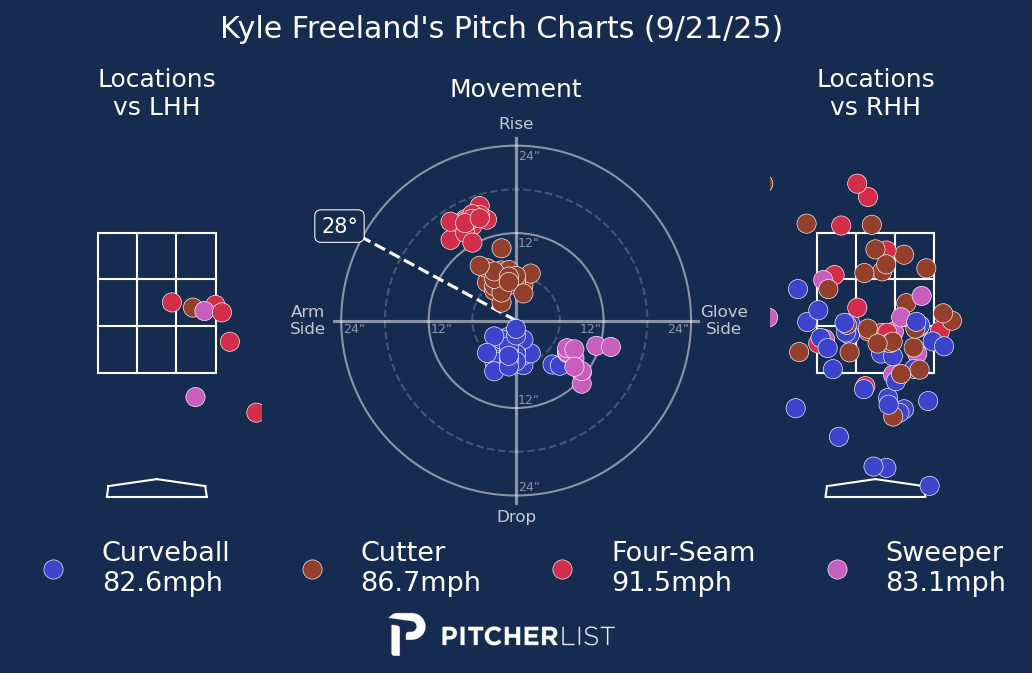 Kyle Freeland's Pitch Charts (9/21/25)
Locations
vs LHH
Movement
Locations
vs RHH
Rise
24"
28°
12"
Arm
Side
24"
12"
12"
24"
Glove
Side
12"
24"
Drop
Curveball
82.6mph
Cutter
86.7mph
Four-Seam
91.5mph
Sweeper
83.1mph
PITCHERLIST